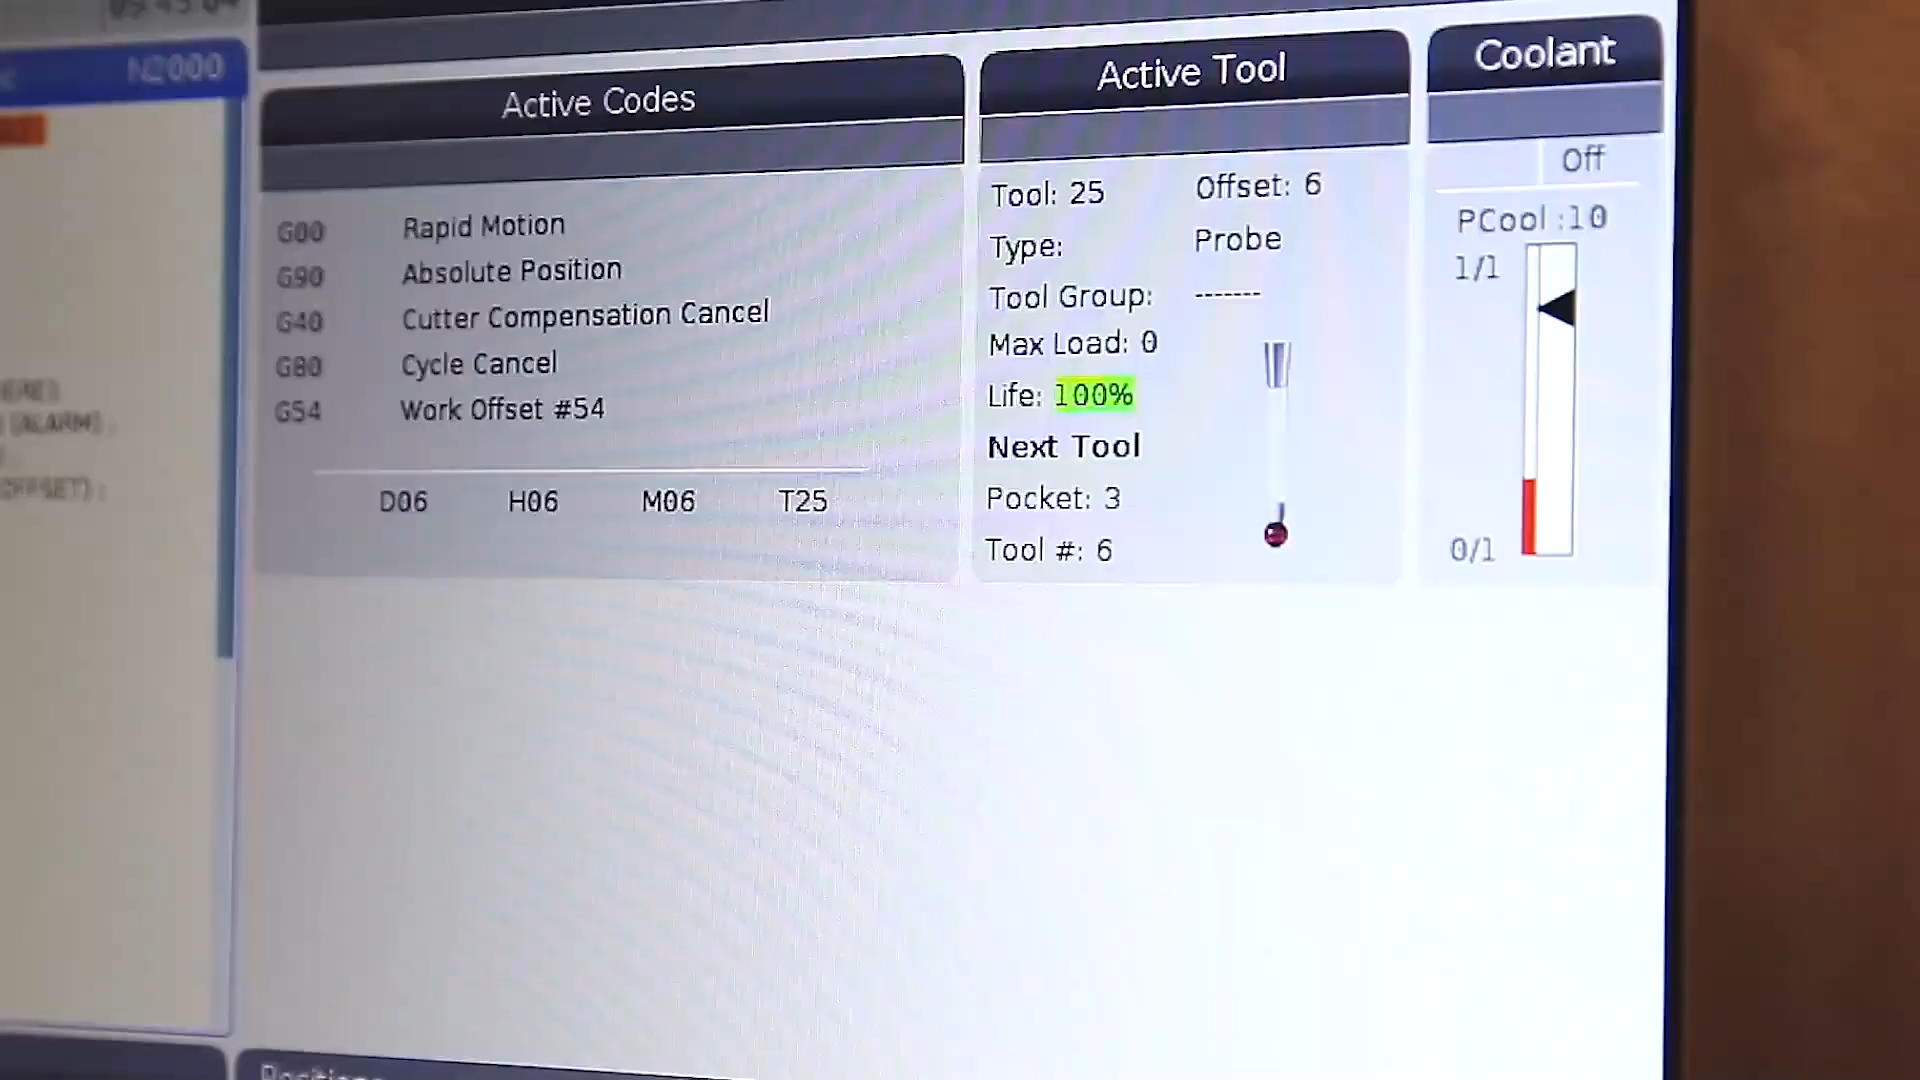 N2000
(ALARM)
OFFSET)
Active Codes
G00 Rapid Motion
G90 Absolute Position
G40 Cutter Compensation Cancel
G80 Cycle Cancel
G54 Work Offset #54
D06 H06 M06 T25
Active Tool
Tool: 25 Offset: 6
Type: Probe
Tool Group: -------
Max Load: 0
Life: 100%
Next Tool
Pocket: 3
Tool #: 6
Coolant
Off
PCool :10
1/1
0/1